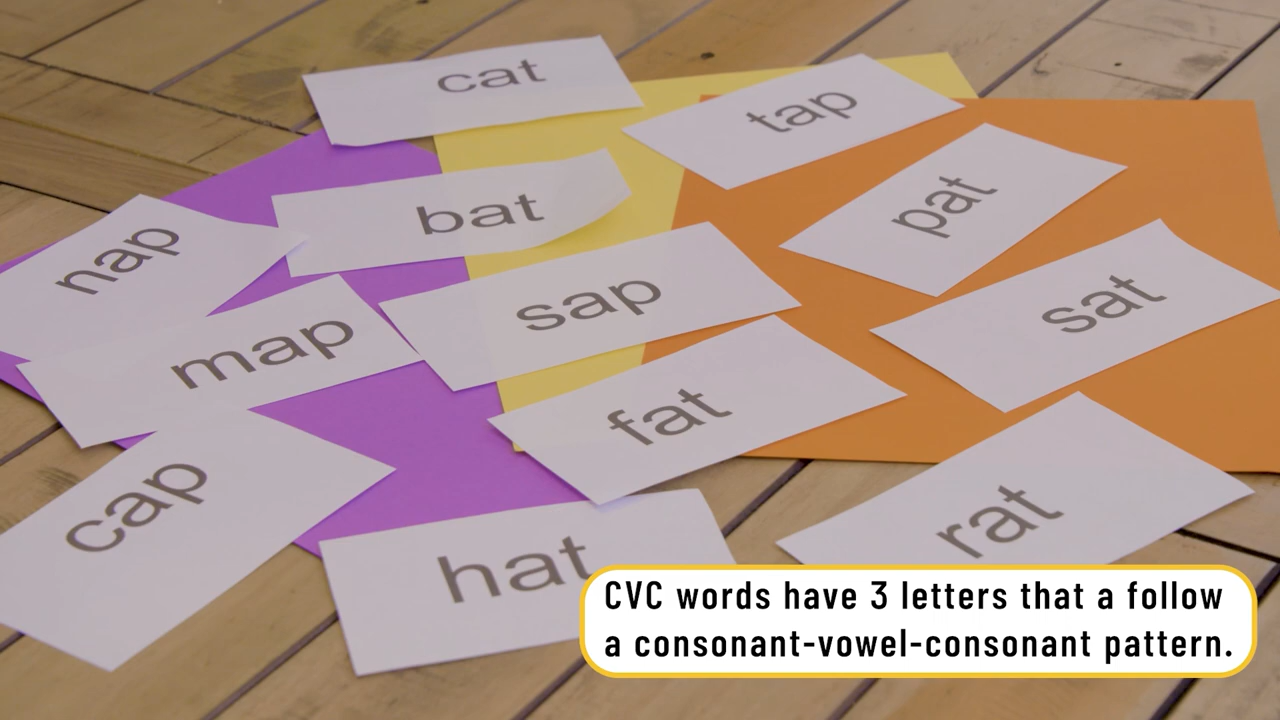 cat
tap
bat
pat
nap
sap
sat
map
fat
cap
hat
rat
CVC words have 3 letters that a follow
a consonant-vowel-consonant pattern.